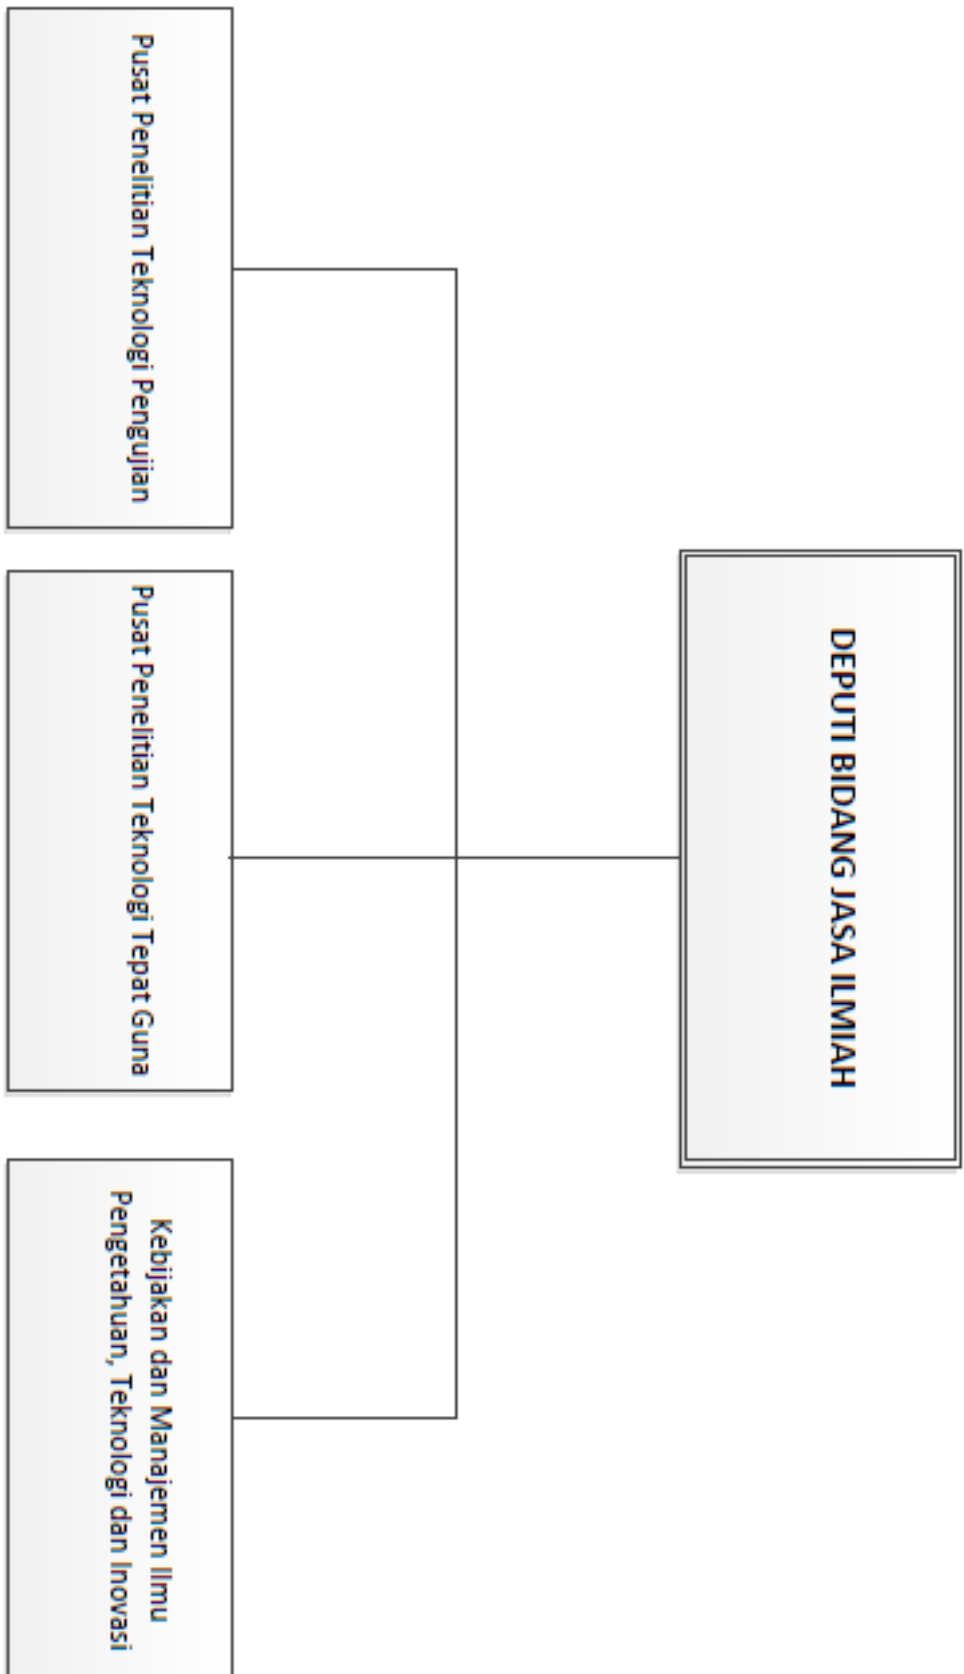 DEPUTI BIDANG JASA ILMIAH
Pusat Penelitian Teknologi Pengujian
Pusat Penelitian Teknologi Tepat Guna
Kebijakan dan Manajemen Ilmu
Pengetahuan, Teknologi dan Inovasi